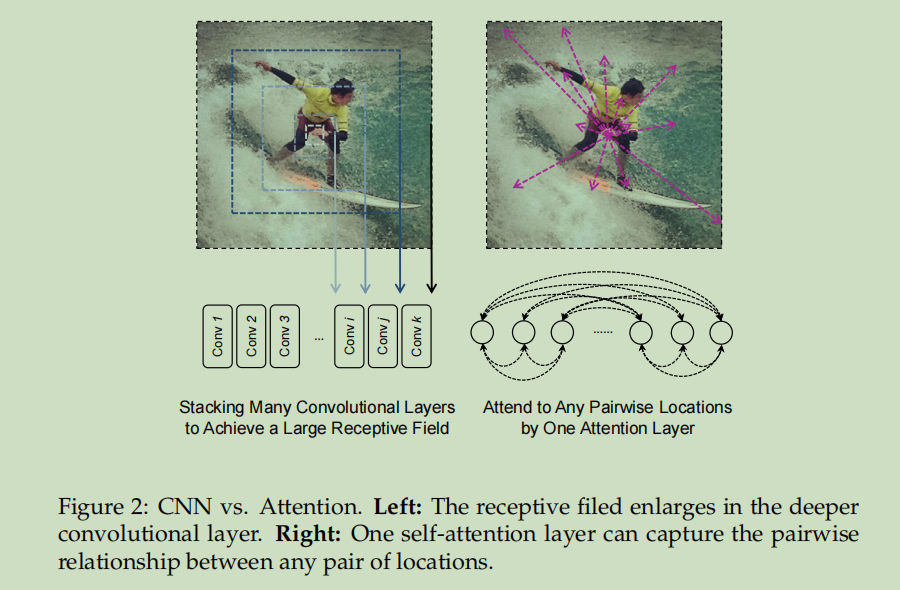 Conv 1
Conv 2
Conv 3
...
Conv i
Conv j
Conv k
......
Stacking Many Convolutional Layers
to Achieve a Large Receptive Field
Attend to Any Pairwise Locations
by One Attention Layer
Figure 2: CNN vs. Attention. Left: The receptive filed enlarges in the deeper
convolutional layer. Right: One self-attention layer can capture the pairwise
relationship between any pair of locations.